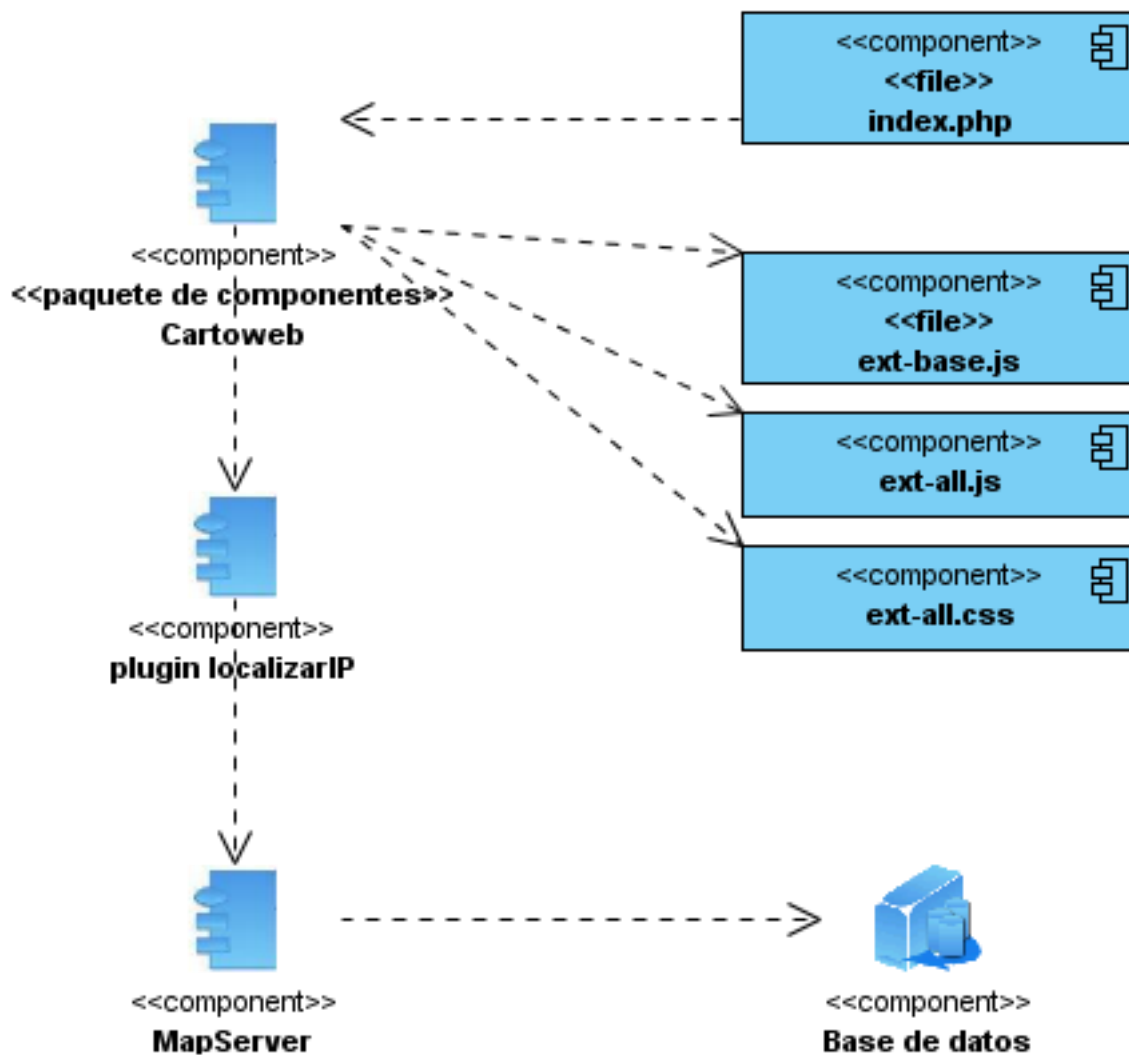 <<component>>
<<file>>
index.php
<<component>>
<<paquete de componentes>>
Cartoweb
<<component>>
<<file>>
ext-base.js
<<component>>
ext-all.js
<<component>>
ext-all.css
<<component>>
plugin localizarIP
<<component>>
MapServer
<<component>>
Base de datos